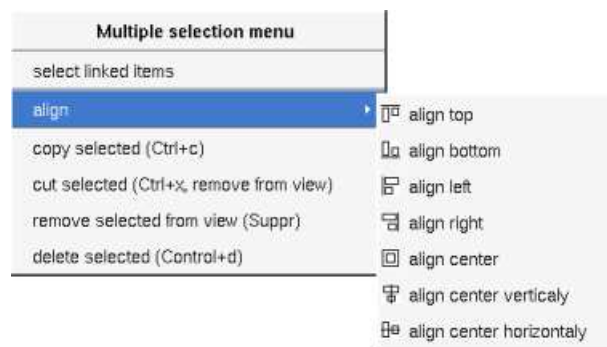 Multiple selection menu
select linked items
align
copy selected (Ctrl+c)
cut selected (Ctrl+x, remove from view)
remove selected from view (Suppr)
delete selected (Control+d)
align top
align bottom
align left
align right
align center
align center verticaly
align center horizontaly